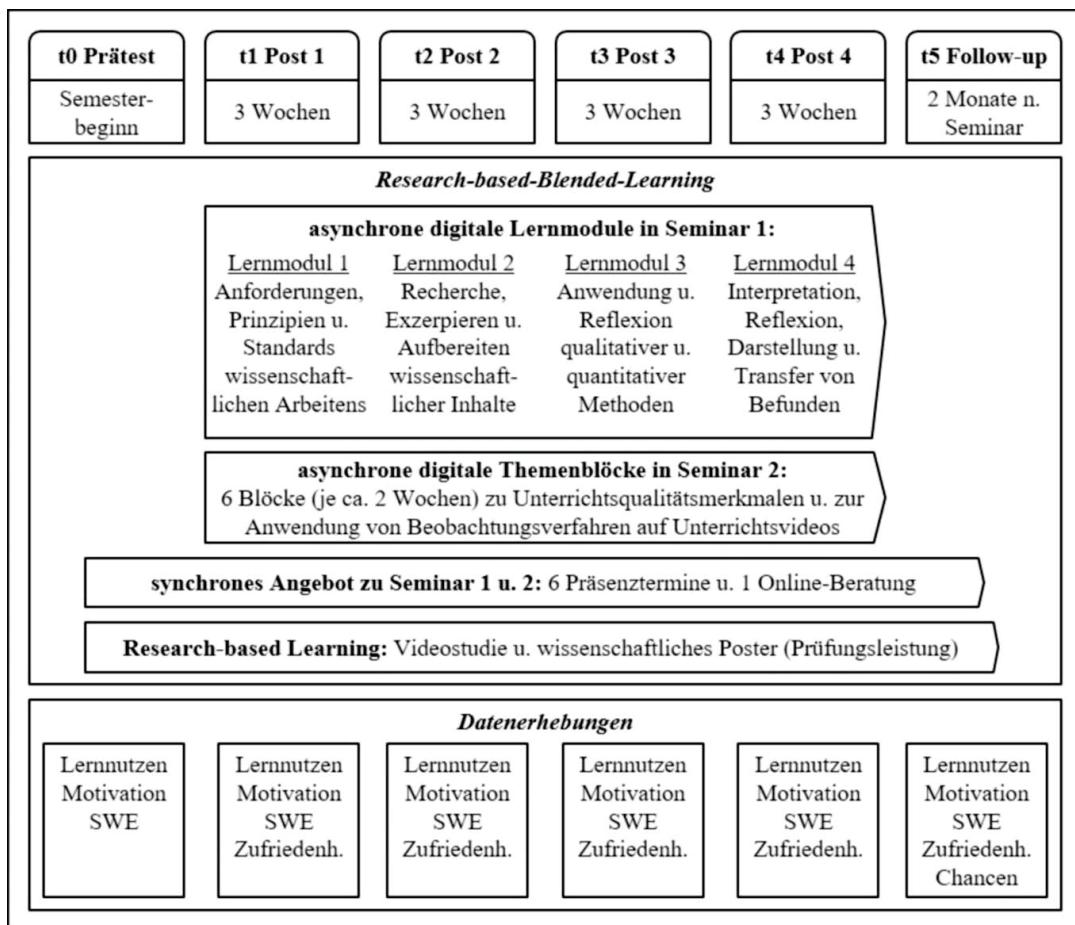 t0 Prätest
Semester-
beginn
t1 Post 1
3 Wochen
t2 Post 2
3 Wochen
t3 Post 3
3 Wochen
t4 Post 4
3 Wochen
t5 Follow-up
2 Monate n.
Seminar
Research-based-Blended-Learning
asynchrone digitale Lernmodule in Seminar 1:
Lernmodul 1
Anforderungen,
Prinzipien u.
Standards
wissenschaft-
lichen Arbeitens
Lernmodul 2
Recherche,
Exzerpieren u.
Aufbereiten
wissenschaft-
licher Inhalte
Lernmodul 3
Anwendung u.
Reflexion
qualitativer u.
quantitativer
Methoden
Lernmodul 4
Interpretation,
Reflexion,
Darstellung u.
Transfer von
Befunden
asynchrone digitale Themenblöcke in Seminar 2:
6 Blöcke (je ca. 2 Wochen) zu Unterrichtsqualitätsmerkmalen u. zur
Anwendung von Beobachtungsverfahren auf Unterrichtsvideos
synchrones Angebot zu Seminar 1 u. 2: 6 Präsenztermine u. 1 Online-Beratung
Research-based Learning: Videostudie u. wissenschaftliches Poster (Prüfungsleistung)
Datenerhebungen
Lernnutzen
Motivation
SWE
Lernnutzen
Motivation
SWE
Zufriedenh.
Lernnutzen
Motivation
SWE
Zufriedenh.
Lernnutzen
Motivation
SWE
Zufriedenh.
Lernnutzen
Motivation
SWE
Zufriedenh.
Lernnutzen
Motivation
SWE
Zufriedenh.
Chancen